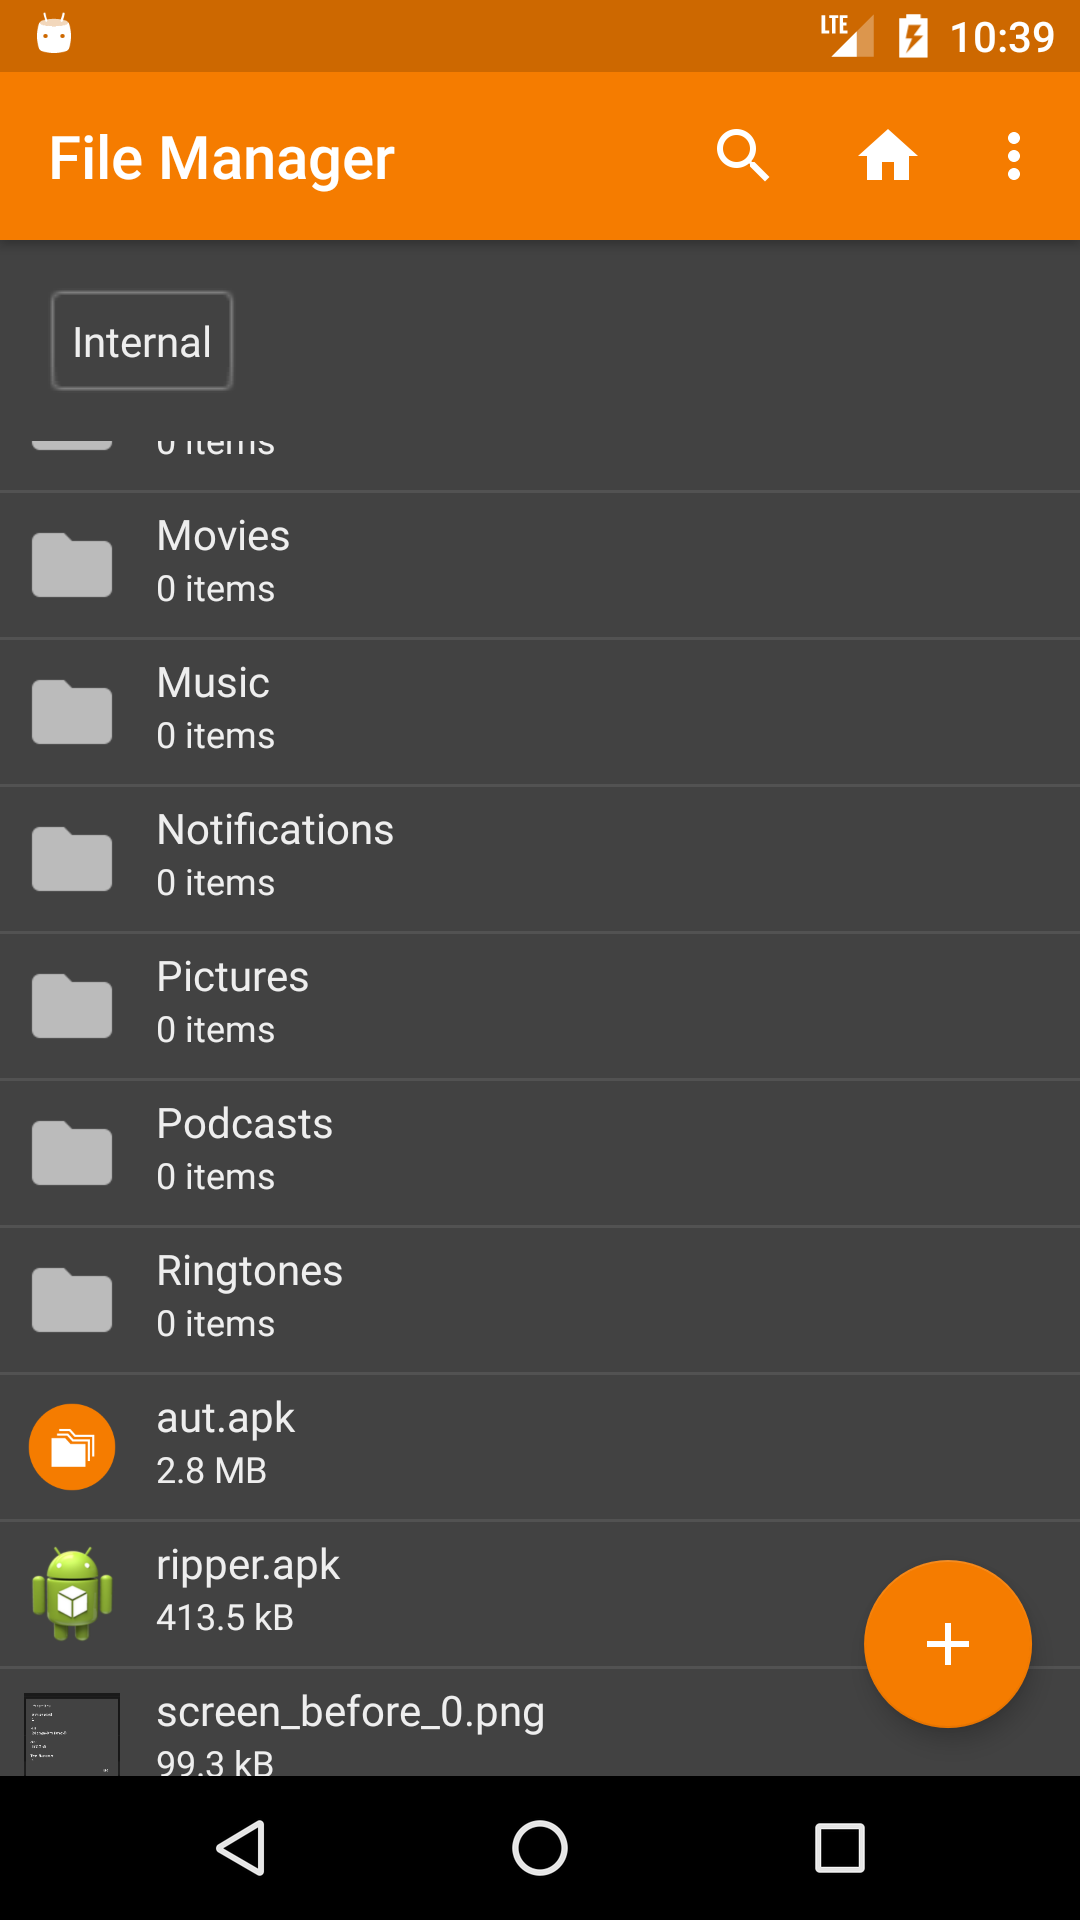 LTE 10:39
File Manager
Internal
0 items
Movies
0 items
Music
0 items
Notifications
0 items
Pictures
0 items
Podcasts
0 items
Ringtones
0 items
aut.apk
2.8 MB
ripper.apk
413.5 kB
screen_before_0.png
99.3 kB